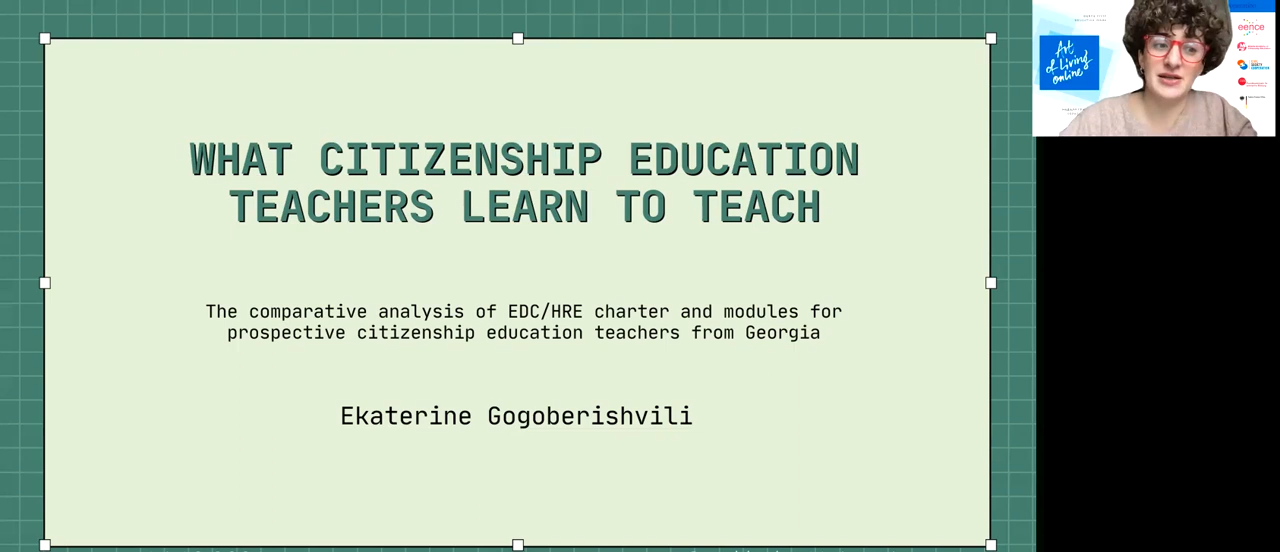 WHAT CITIZENSHIP EDUCATION
TEACHERS LEARN TO TEACH
The comparative analysis of EDC/HRE charter and modules for
prospective citizenship education teachers from Georgia
Ekaterine Gogoberishvili
Art
of Living
online
eence